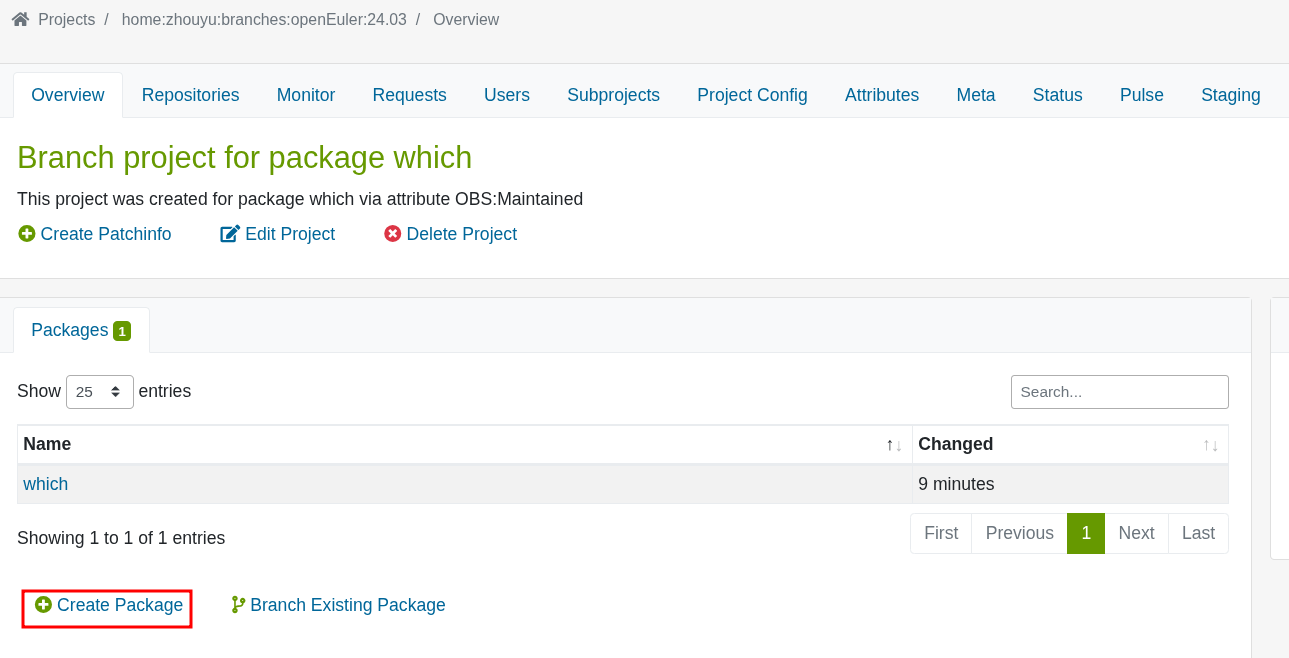 Projects / home:zhouyu:branches:openEuler:24.03 / Overview
Overview Repositories Monitor Requests Users Subprojects Project Config Attributes Meta Status Pulse Staging
Branch project for package which
This project was created for package which via attribute OBS:Maintained
Create Patchinfo Edit Project Delete Project
Packages 1
Show 25 entries Search...
Name ↑↓ Changed ↑↓
which 9 minutes
Showing 1 to 1 of 1 entries First Previous 1 Next Last
Create Package Branch Existing Package